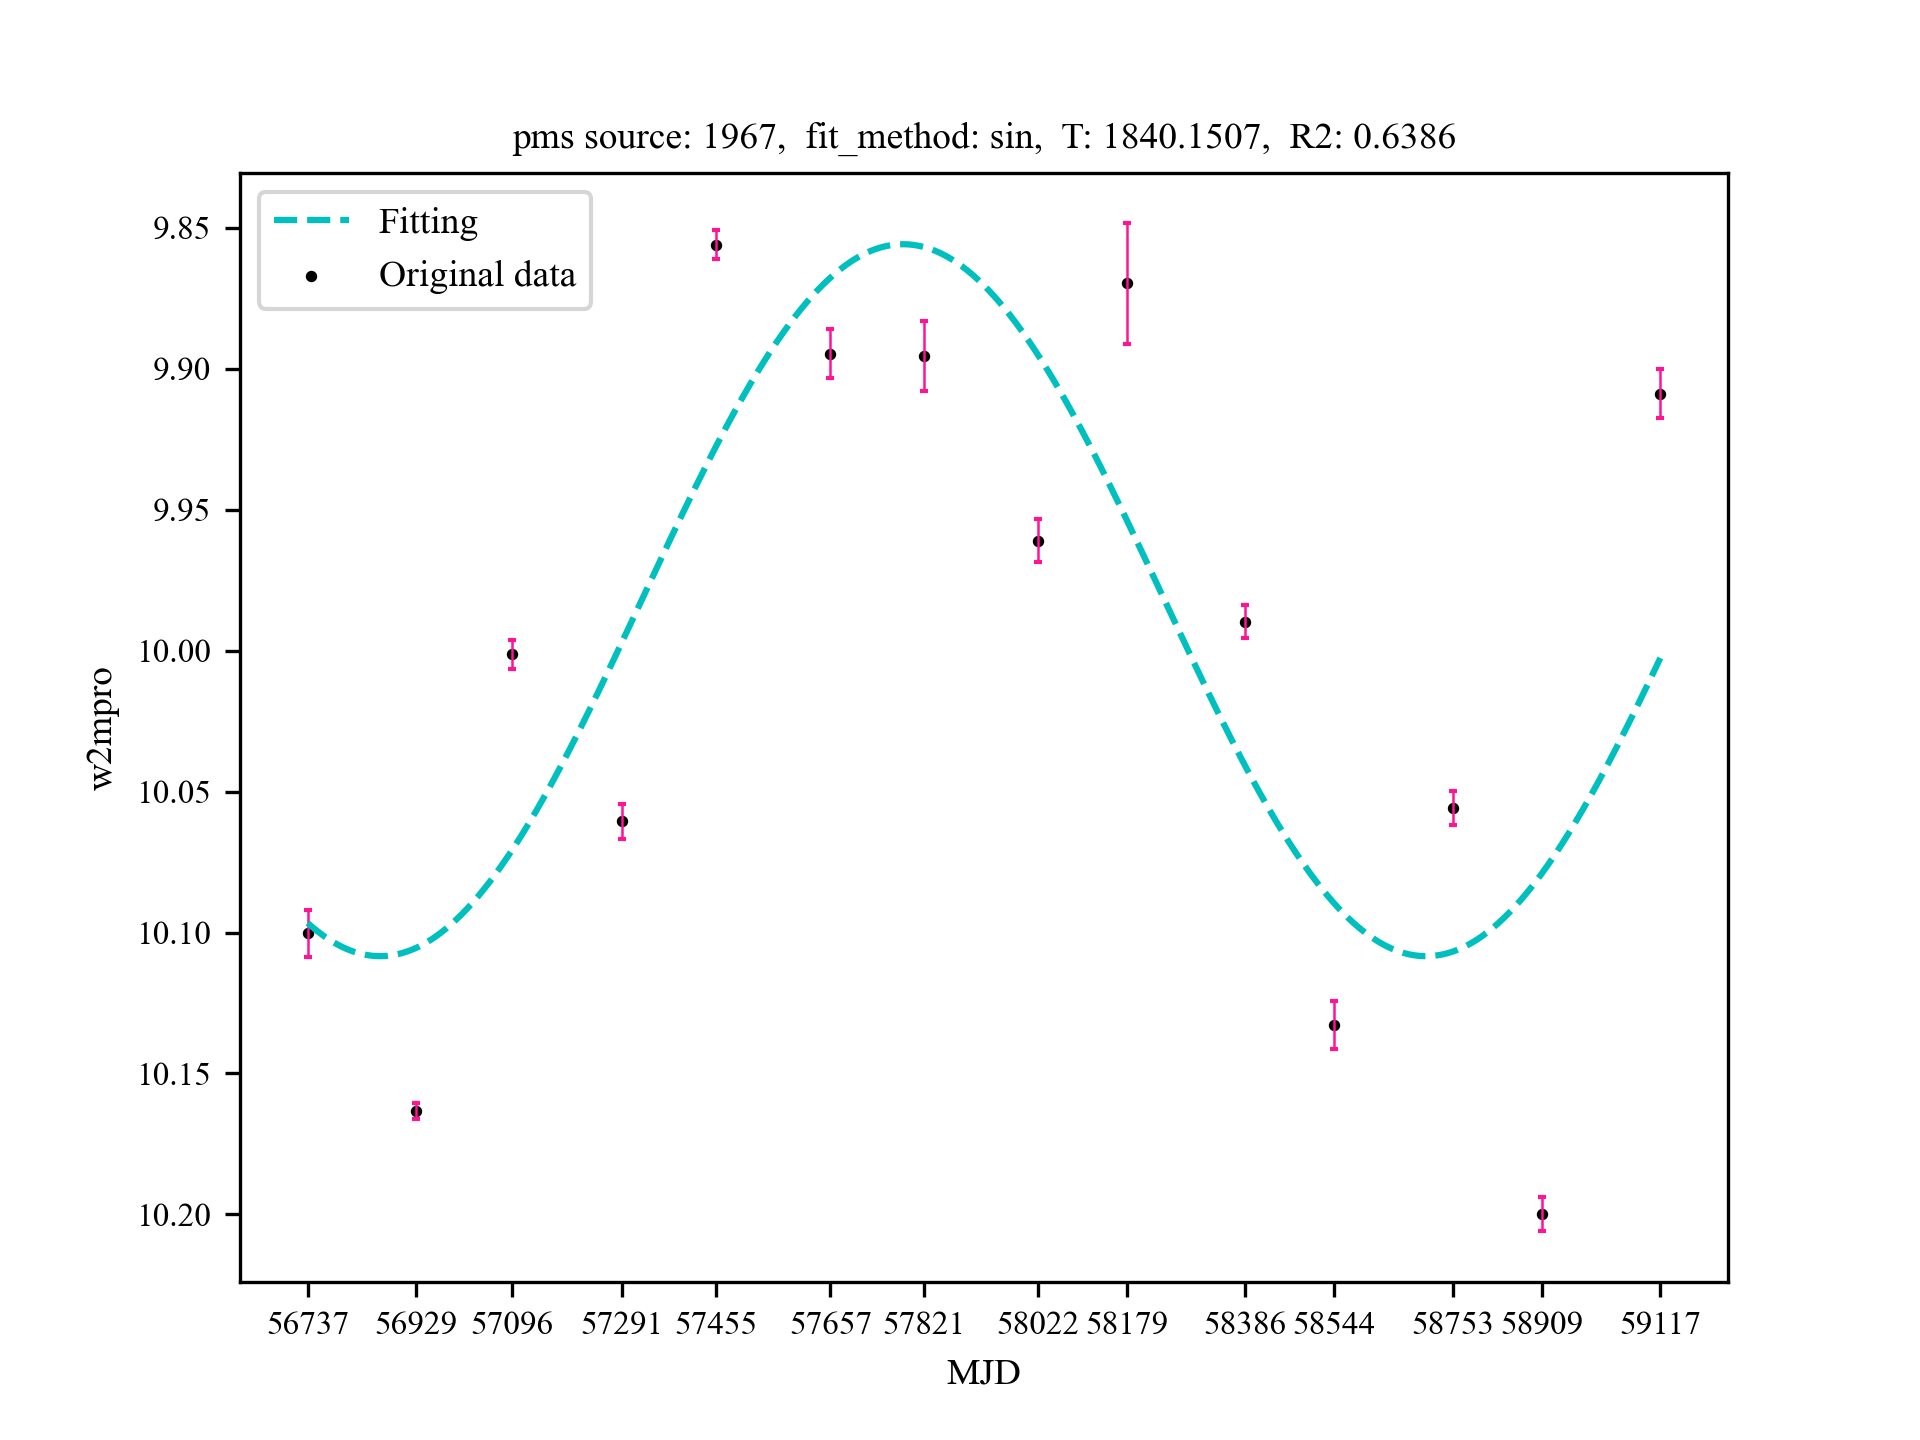 pms source: 1967,  fit_method: sin,  T: 1840.1507,  R2: 0.6386
Fitting
Original data
9.85
9.90
9.95
10.00
10.05
10.10
10.15
10.20
w2mpro
56737 56929 57096 57291 57455 57657 57821 58022 58179 58386 58544 58753 58909 59117
MJD